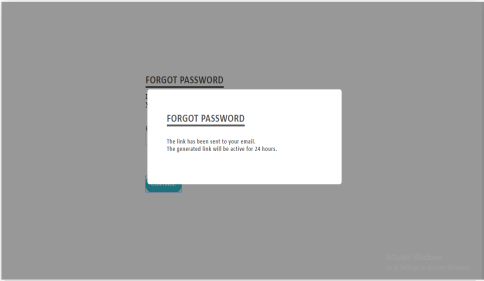 FORGOT PASSWORD
FORGOT PASSWORD
The link has been sent to your email.
The generated link will be active for 24 hours.